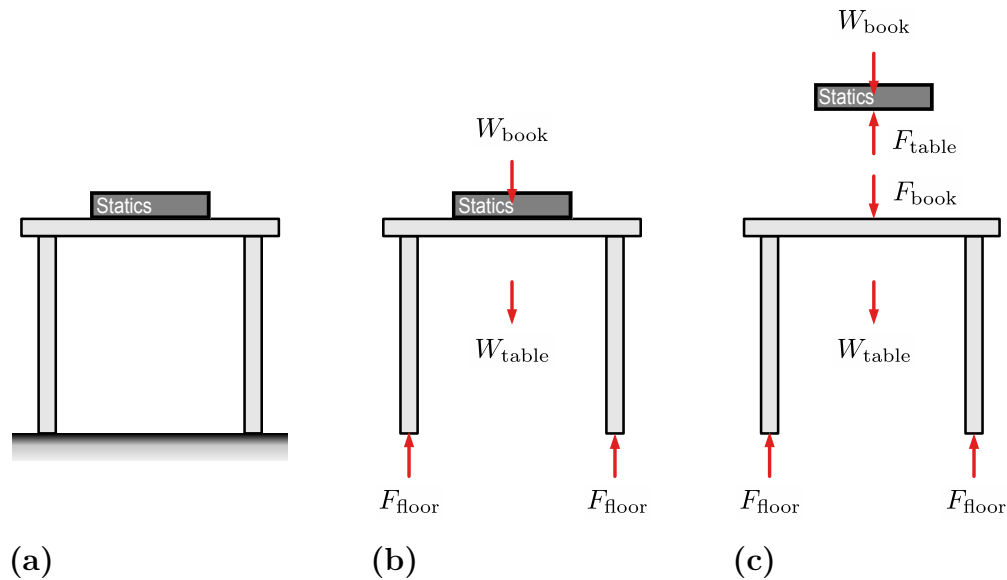 Statics
(a)
W_book
Statics
W_table
F_floor F_floor
(b)
W_book
Statics
F_table
F_book
W_table
F_floor F_floor
(c)